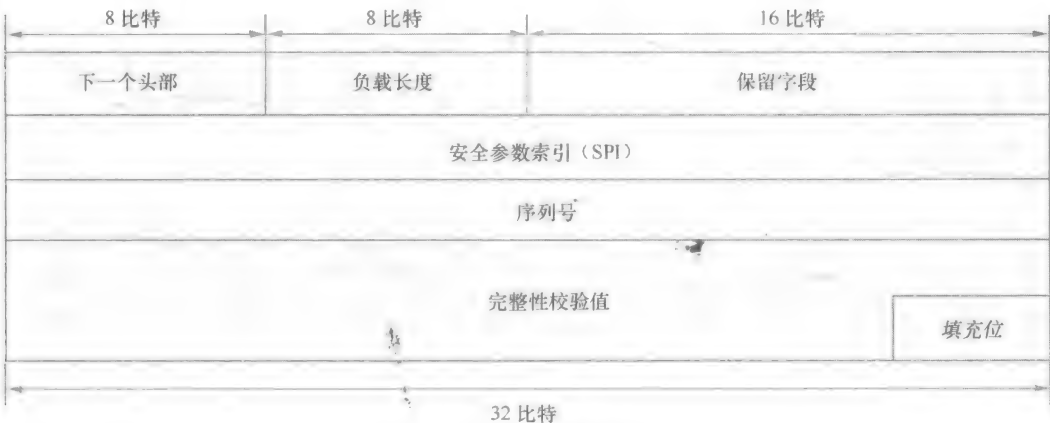 8 比特 8 比特 16 比特
下一个头部 负载长度 保留字段
安全参数索引（SPI）
序列号
完整性校验值
填充位
32 比特